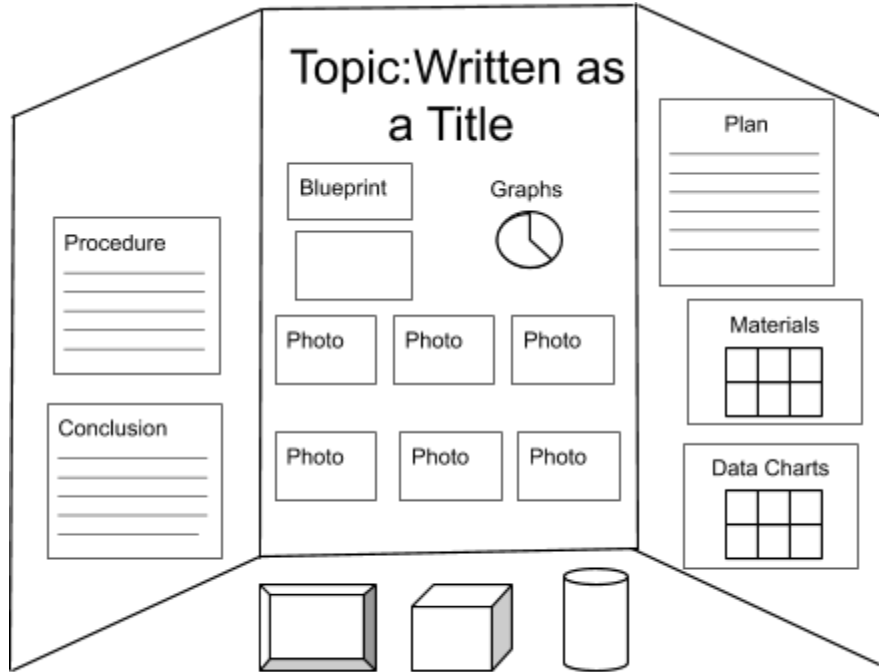 Topic:Written as
a Title
Procedure
Conclusion
Blueprint
Graphs
Photo
Photo
Photo
Photo
Photo
Photo
Plan
Materials
Data Charts